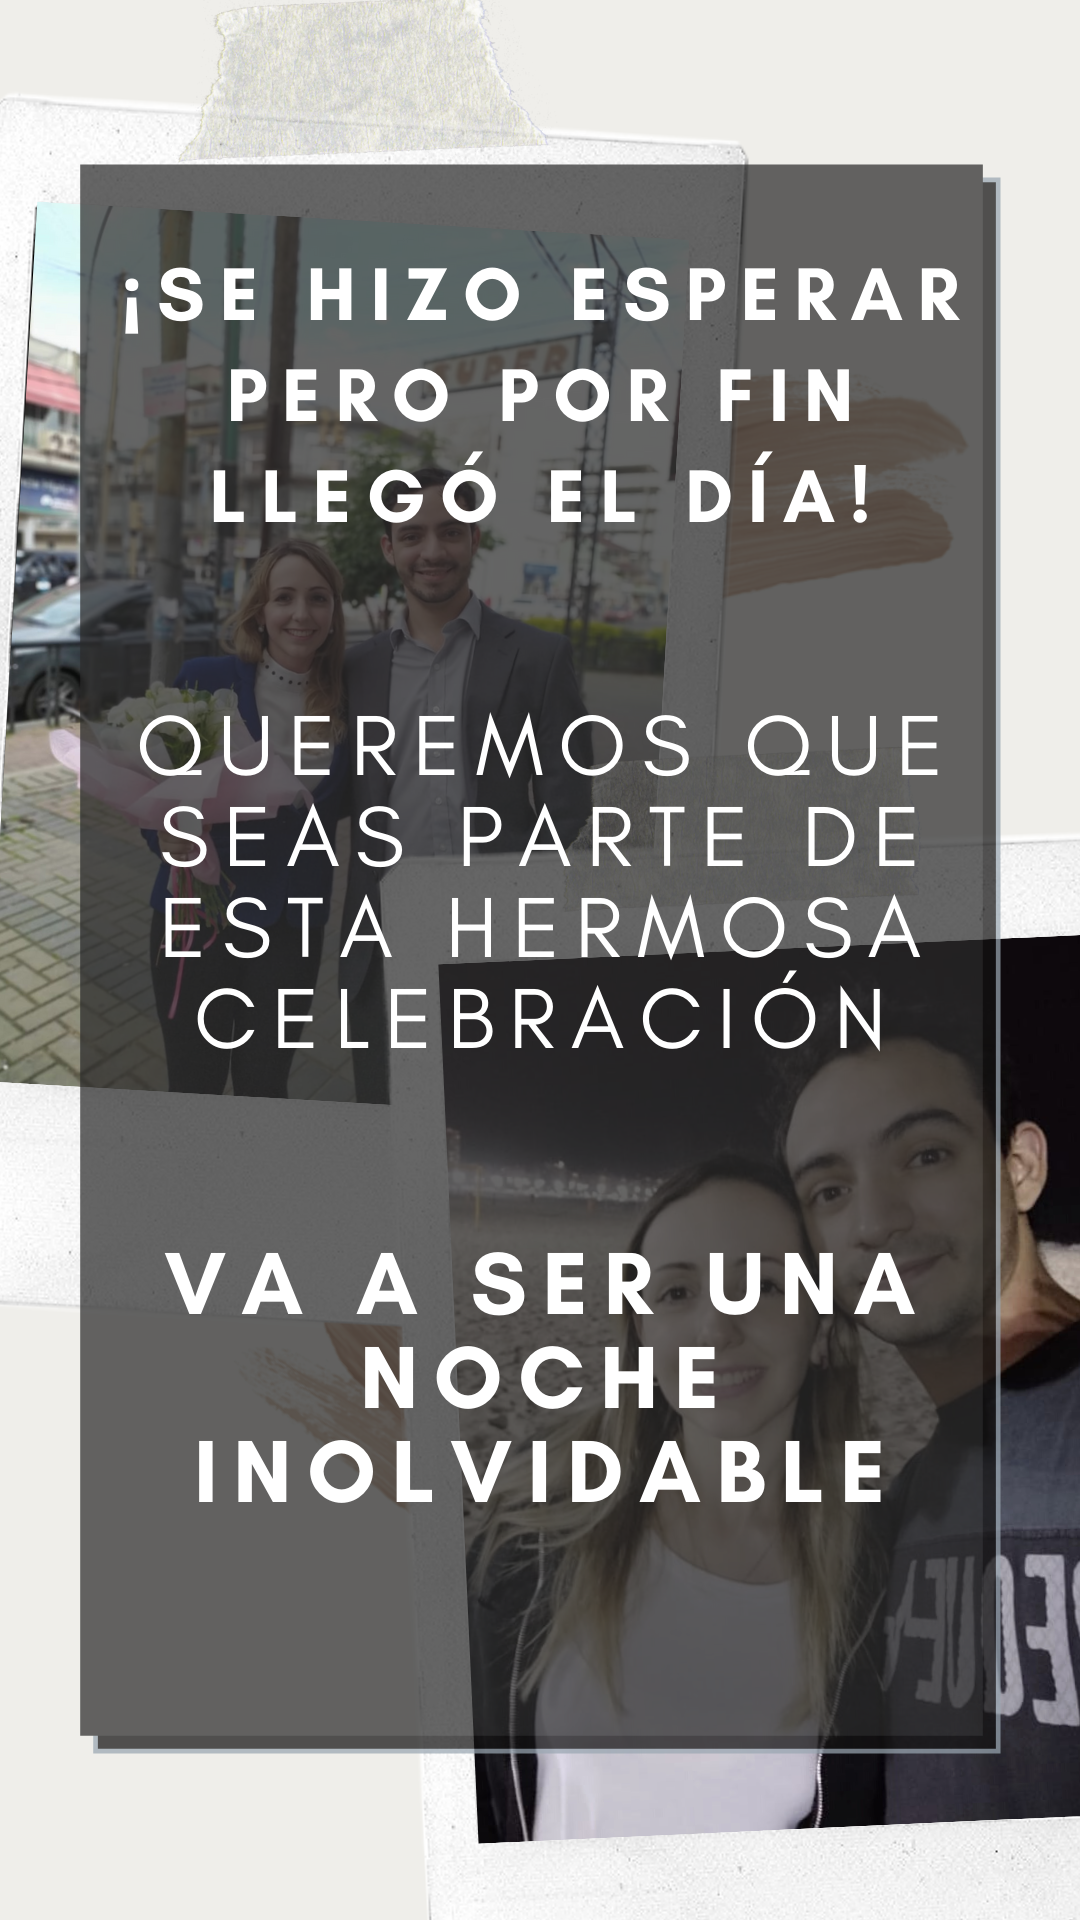 ¡SE HIZO ESPERAR
PERO POR FIN
LLEGÓ EL DÍA!
QUEREMOS QUE
SEAS PARTE DE
ESTA HERMOSA
CELEBRACIÓN
VA A SER UNA
NOCHE
INOLVIDABLE